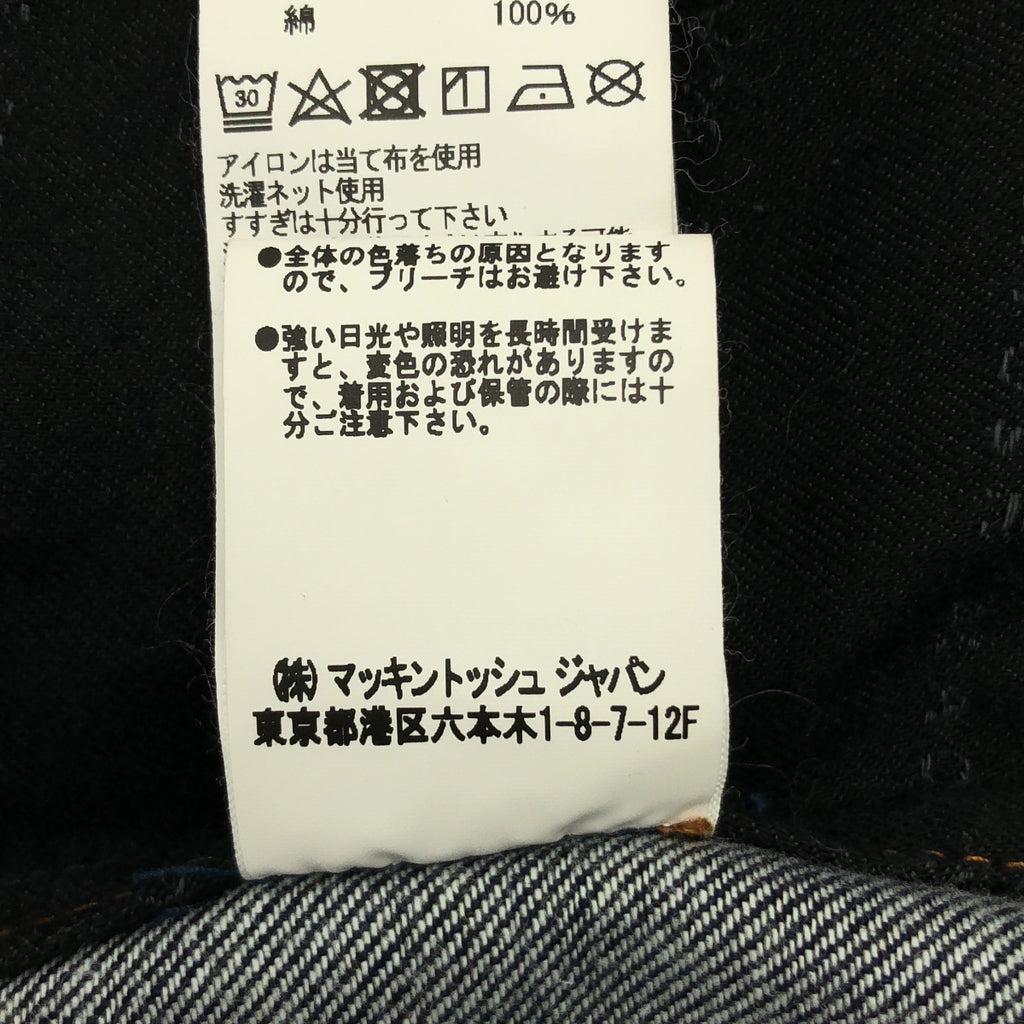 綿 100%
30
アイロンは当て布を使用
洗濯ネット使用
すすぎは十分行って下さい
●全体の色落ちの原因となります
ので、ブリーチはお避け下さい。
●強い日光や照明を長時間受けま
すと、変色の恐れがありますの
で、着用および保管の際には十
分ご注意下さい。
㈱マッキントッシュ ジャパン
東京都港区六本木1-8-7-12F